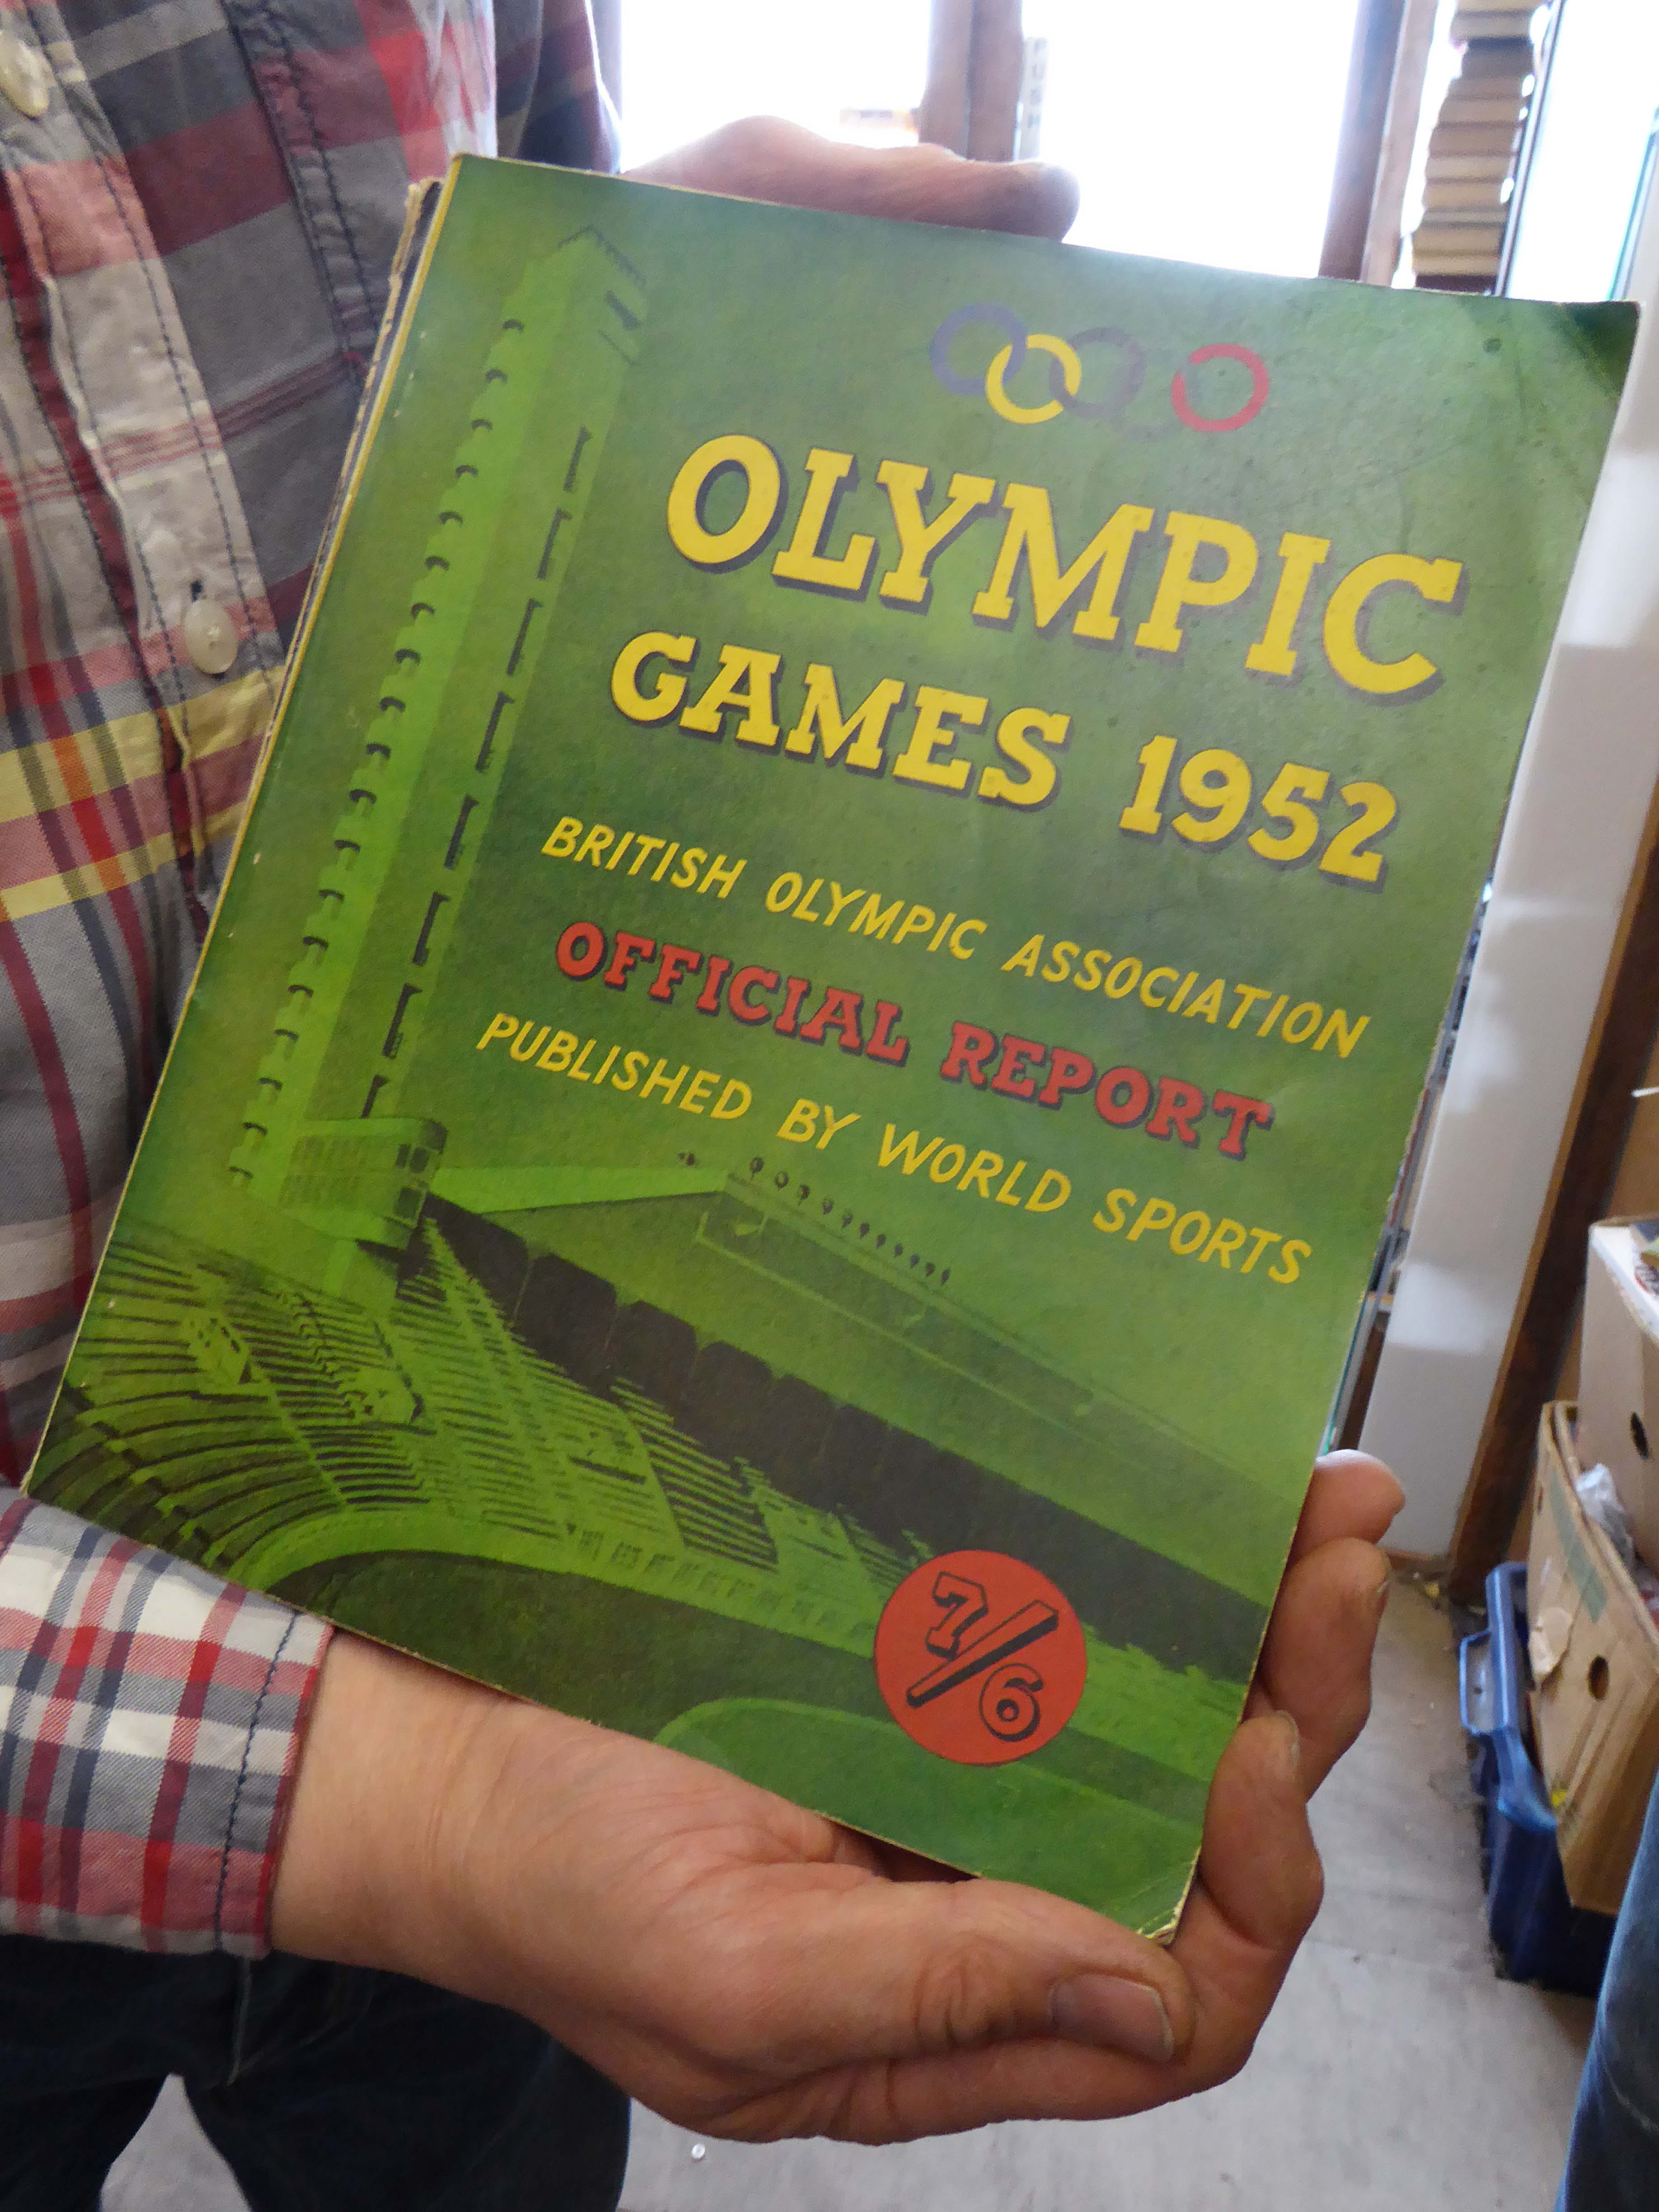 OLYMPIC
GAMES 1952
BRITISH OLYMPIC ASSOCIATION
OFFICIAL REPORT
PUBLISHED BY WORLD SPORTS
7/6